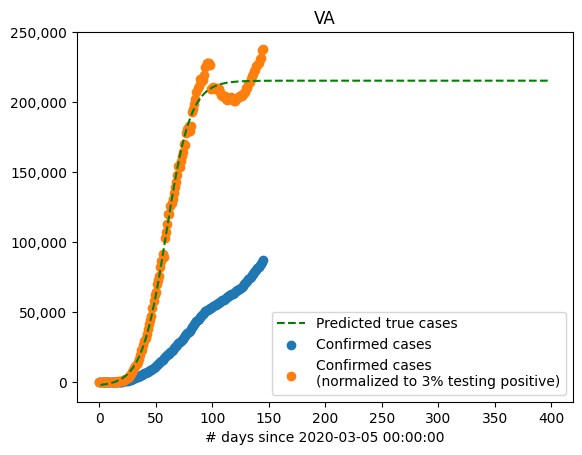 VA
250,000
200,000
150,000
100,000
50,000
0
Predicted true cases
Confirmed cases
Confirmed cases
(normalized to 3% testing positive)
0 50 100 150 200 250 300 350 400
# days since 2020-03-05 00:00:00